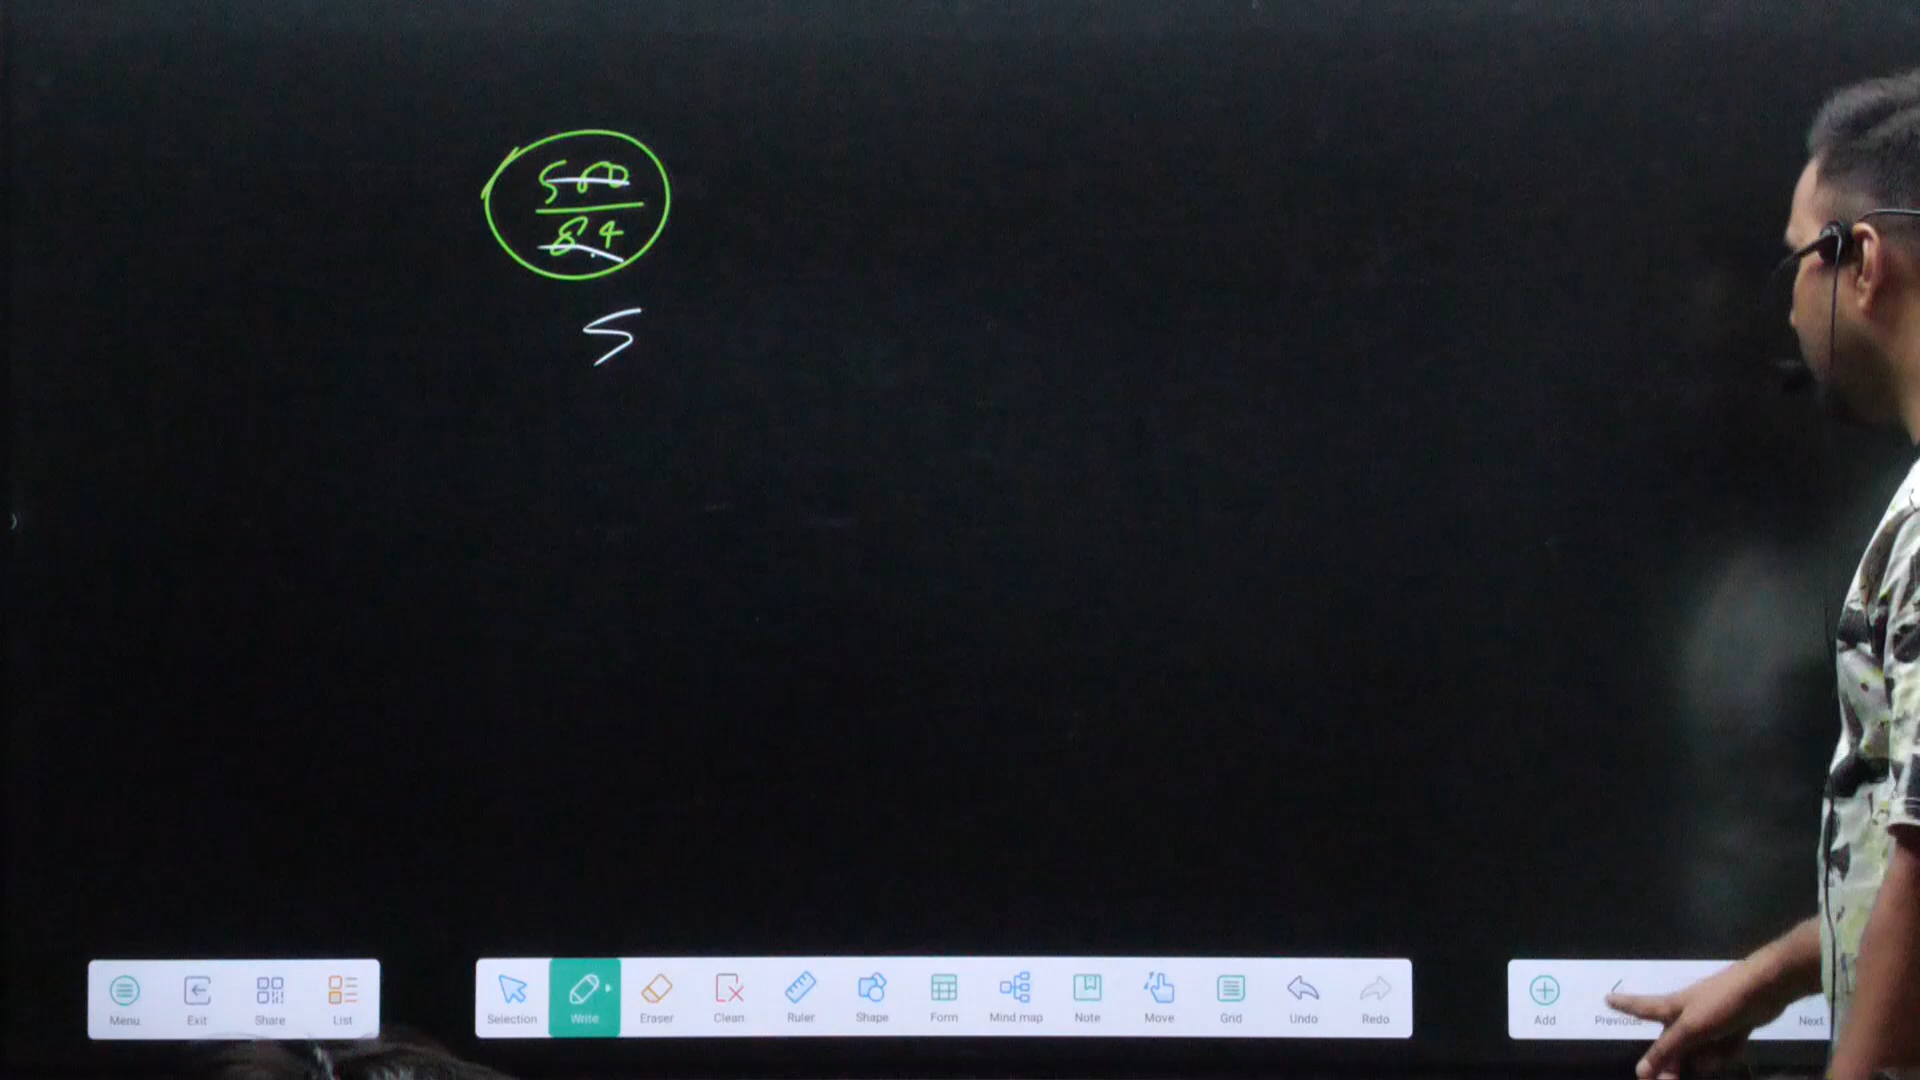 500
84
5
Menu Exit Share List
Selection Write Eraser Clean Ruler Shape Form Mind map Note Move Grid Undo Redo
Add Previous Next